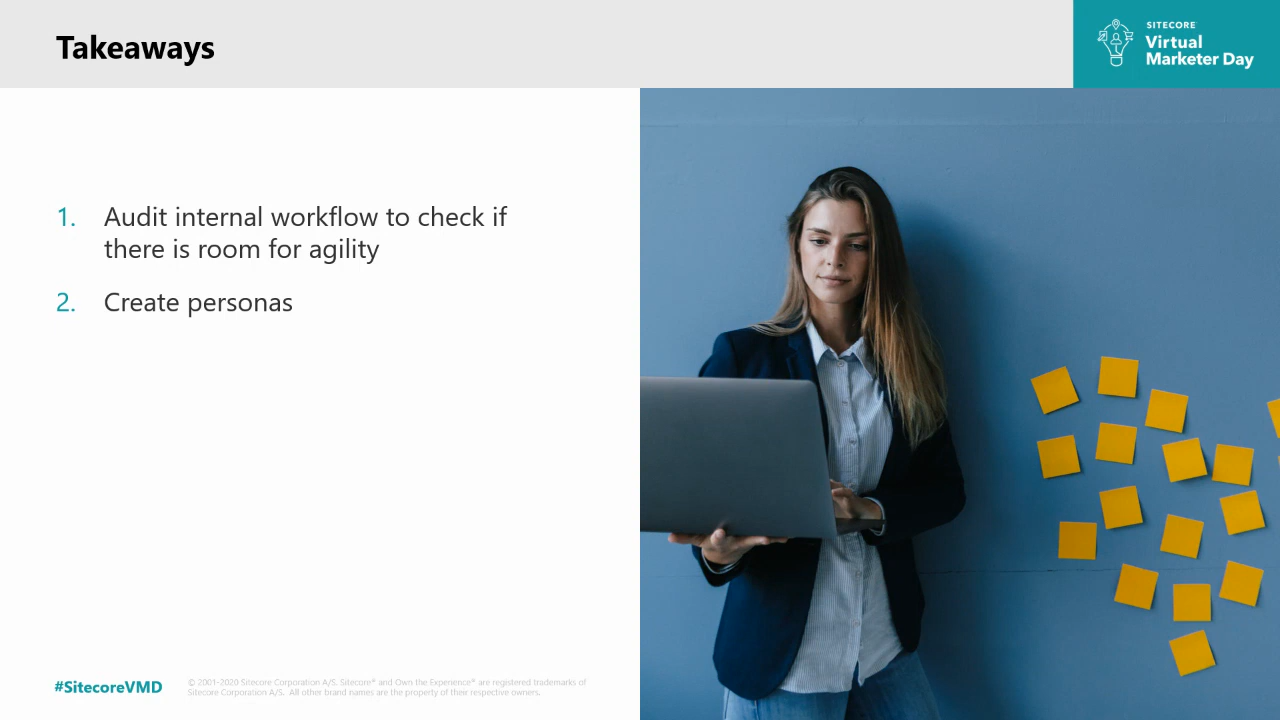 Takeaways
SITECORE
Virtual
Marketer Day
1. Audit internal workflow to check if
there is room for agility
2. Create personas
#SitecoreVMD
© 2001-2020 Sitecore Corporation A/S. Sitecore® and Own the Experience® are registered trademarks of
Sitecore Corporation A/S. All other brand names are the property of their respective owners.